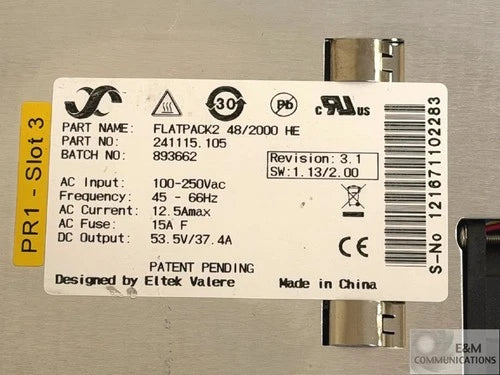 PR1 - Slot 3
30
Pb
c RU us
PART NAME: FLATPACK2 48/2000 HE
PART NO: 241115.105
BATCH NO: 893662
Revision: 3.1
SW:1.13/2.00
AC Input: 100-250Vac
Frequency: 45 - 66Hz
AC Current: 12.5Amax
AC Fuse: 15A F
DC Output: 53.5V/37.4A
CE
PATENT PENDING
Designed by Eltek Valere Made in China
S-No 121671102283
E&M
COMMUNICATIONS